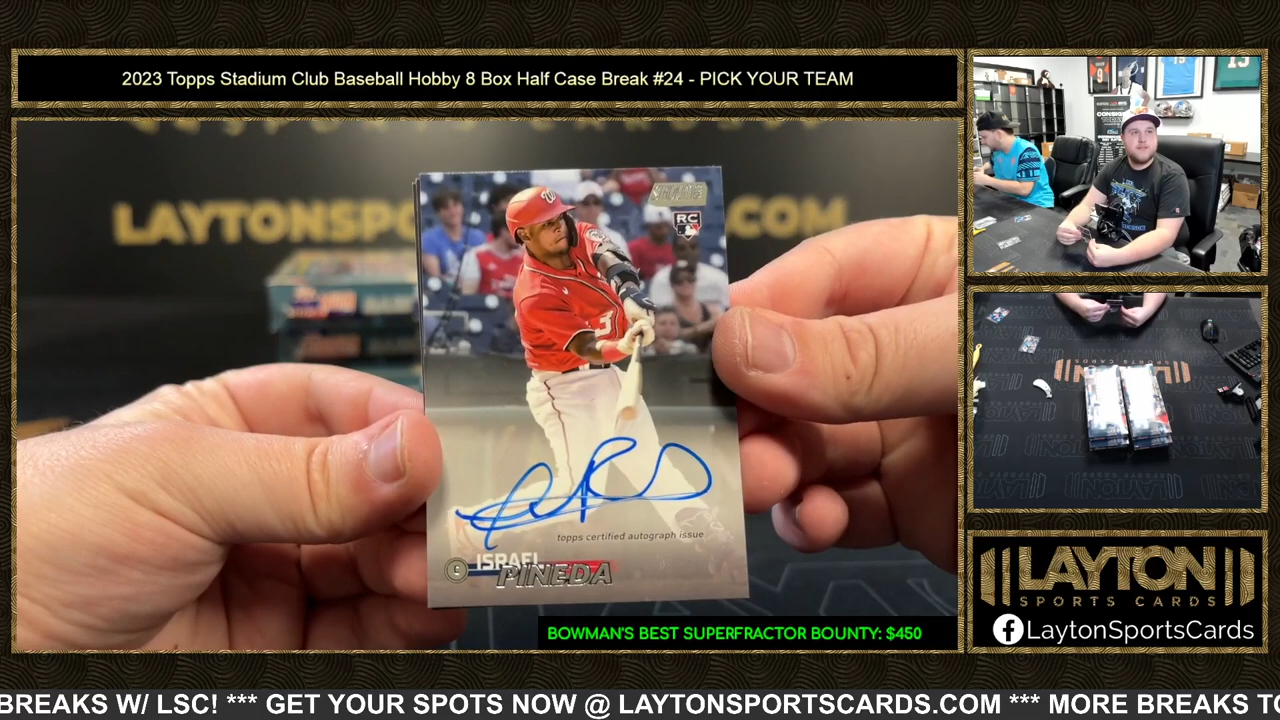 2023 Topps Stadium Club Baseball Hobby 8 Box Half Case Break #24 - PICK YOUR TEAM
LAYTONSPO
COM
RC
topps certified autograph issue
C ISRAEL
PINEDA
BOWMAN'S BEST SUPERFRACTOR BOUNTY: $450
LAYTON
SPORTS CARDS
LaytonSportsCards
BREAKS W/ LSC! *** GET YOUR SPOTS NOW @ LAYTONSPORTSCARDS.COM *** MORE BREAKS TO